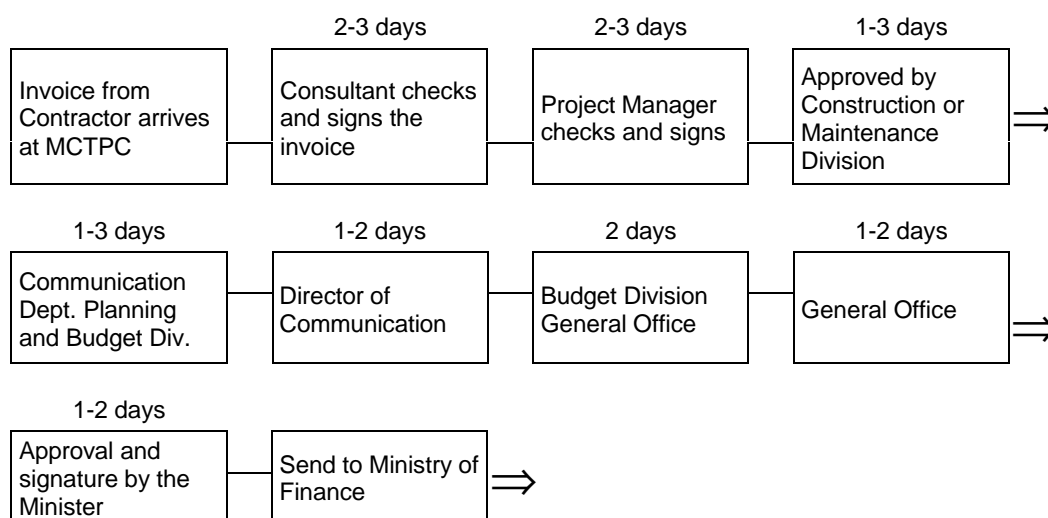 2-3 days
2-3 days
1-3 days
Invoice from
Contractor arrives
at MCTPC
Consultant checks
and signs the
invoice
Project Manager
checks and signs
Approved by
Construction or
Maintenance
Division
⇒
1-3 days
1-2 days
2 days
1-2 days
Communication
Dept. Planning
and Budget Div.
Director of
Communication
Budget Division
General Office
General Office
⇒
1-2 days
Approval and
signature by the
Minister
Send to Ministry of
Finance
⇒